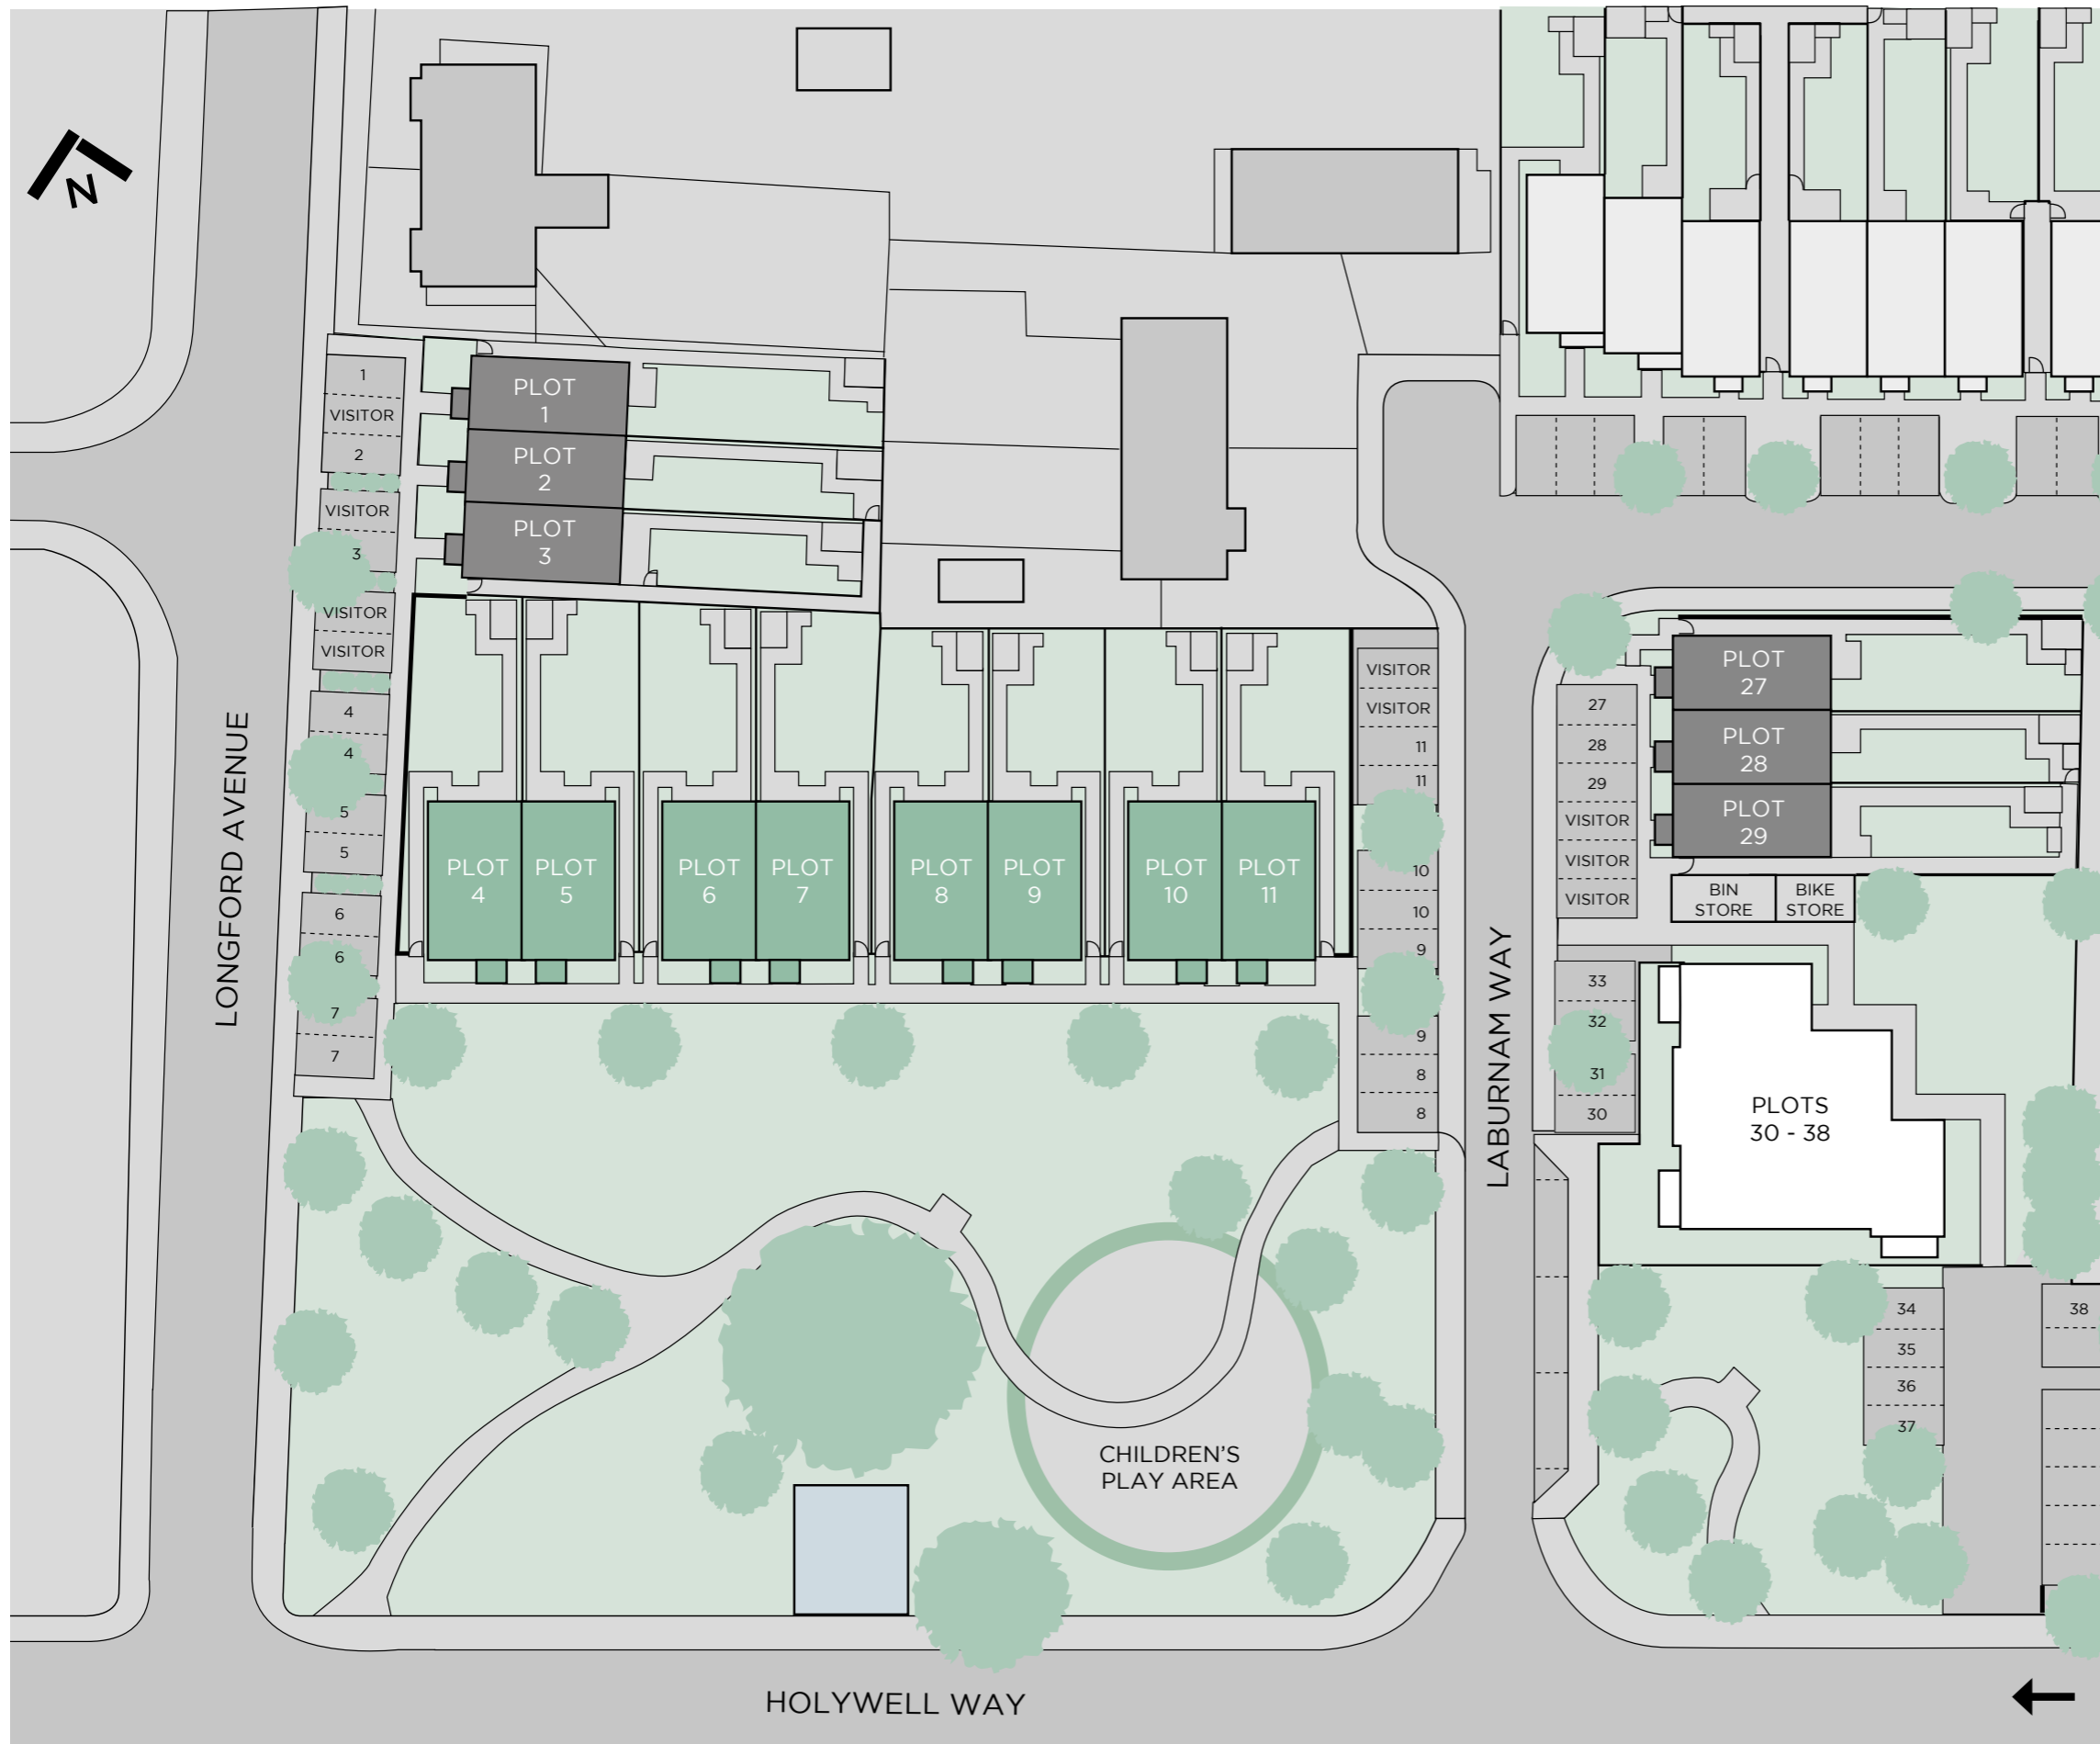 N
1
VISITOR
2
VISITOR
3
VISITOR
VISITOR
4
4
5
5
6
6
7
7
LONGFORD AVENUE
PLOT
1
PLOT
2
PLOT
3
PLOT
4
PLOT
5
PLOT
6
PLOT
7
PLOT
8
PLOT
9
PLOT
10
PLOT
11
VISITOR
VISITOR
11
11
10
10
9
9
8
8
LABURNAM WAY
27
28
29
VISITOR
VISITOR
VISITOR
PLOT
27
PLOT
28
PLOT
29
BIN
STORE
BIKE
STORE
33
32
31
30
PLOTS
30 - 38
34
35
36
37
38
CHILDREN'S
PLAY AREA
HOLYWELL WAY